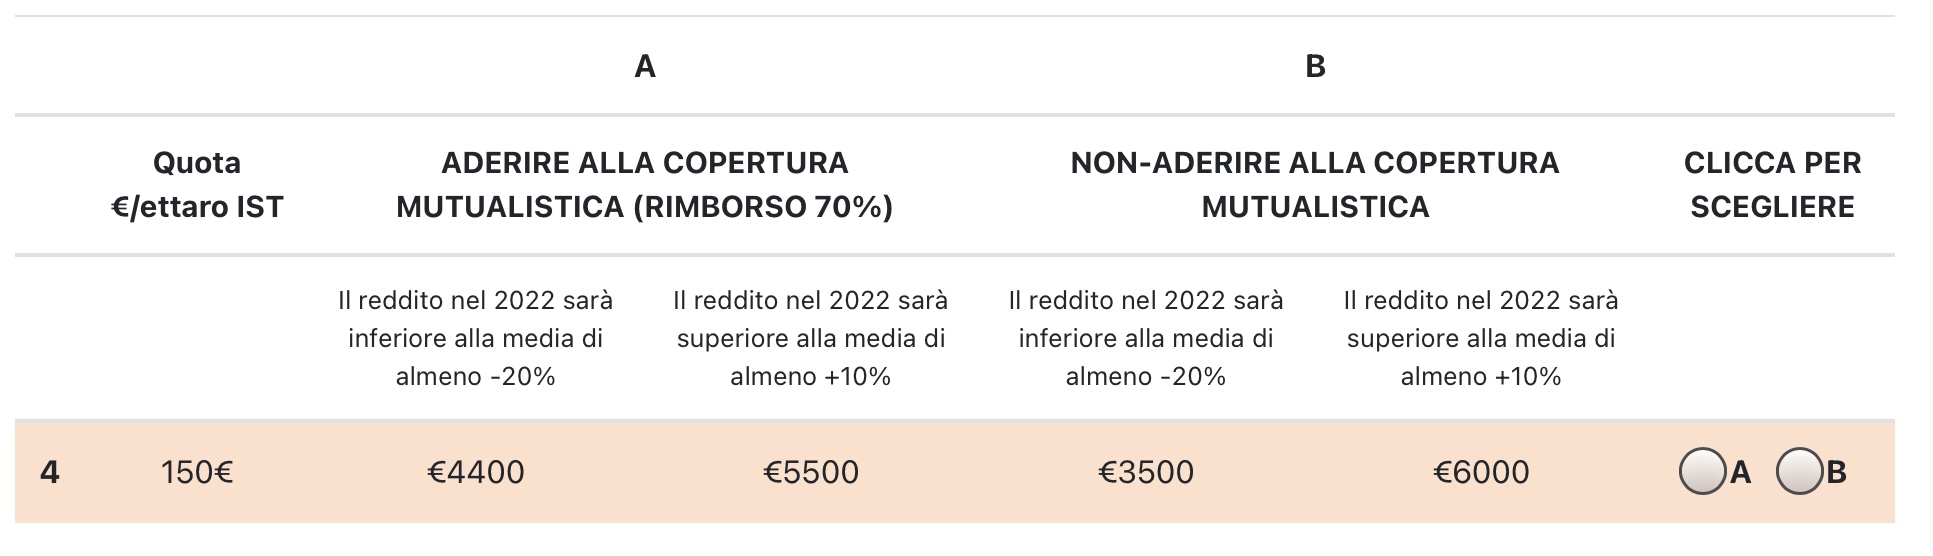 A
B
Quota
€/ettaro IST
ADERIRE ALLA COPERTURA
MUTUALISTICA (RIMBORSO 70%)
NON-ADERIRE ALLA COPERTURA
MUTUALISTICA
CLICCA PER
SCEGLIERE
Il reddito nel 2022 sarà
inferiore alla media di
almeno -20%
Il reddito nel 2022 sarà
superiore alla media di
almeno +10%
Il reddito nel 2022 sarà
inferiore alla media di
almeno -20%
Il reddito nel 2022 sarà
superiore alla media di
almeno +10%
4 150€ €4400 €5500 €3500 €6000 A B